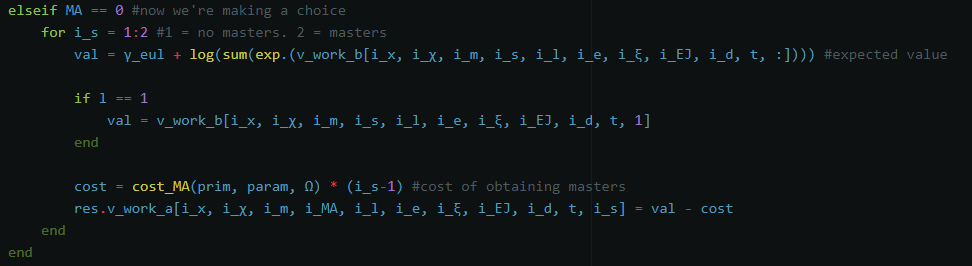 elseif MA == 0 #now we're making a choice
    for i_s = 1:2 #1 = no masters. 2 = masters
        val = γ_eul + log(sum(exp.(v_work_b[i_x, i_χ, i_m, i_s, i_l, i_e, i_ξ, i_EJ, i_d, t, :]))) #expected value
        if l == 1
            val = v_work_b[i_x, i_χ, i_m, i_s, i_l, i_e, i_ξ, i_EJ, i_d, t, 1]
        end
        cost = cost_MA(prim, param, Ω) * (i_s-1) #cost of obtaining masters
        res.v_work_a[i_x, i_χ, i_m, i_MA, i_l, i_e, i_ξ, i_EJ, i_d, t, i_s] = val - cost
    end
end